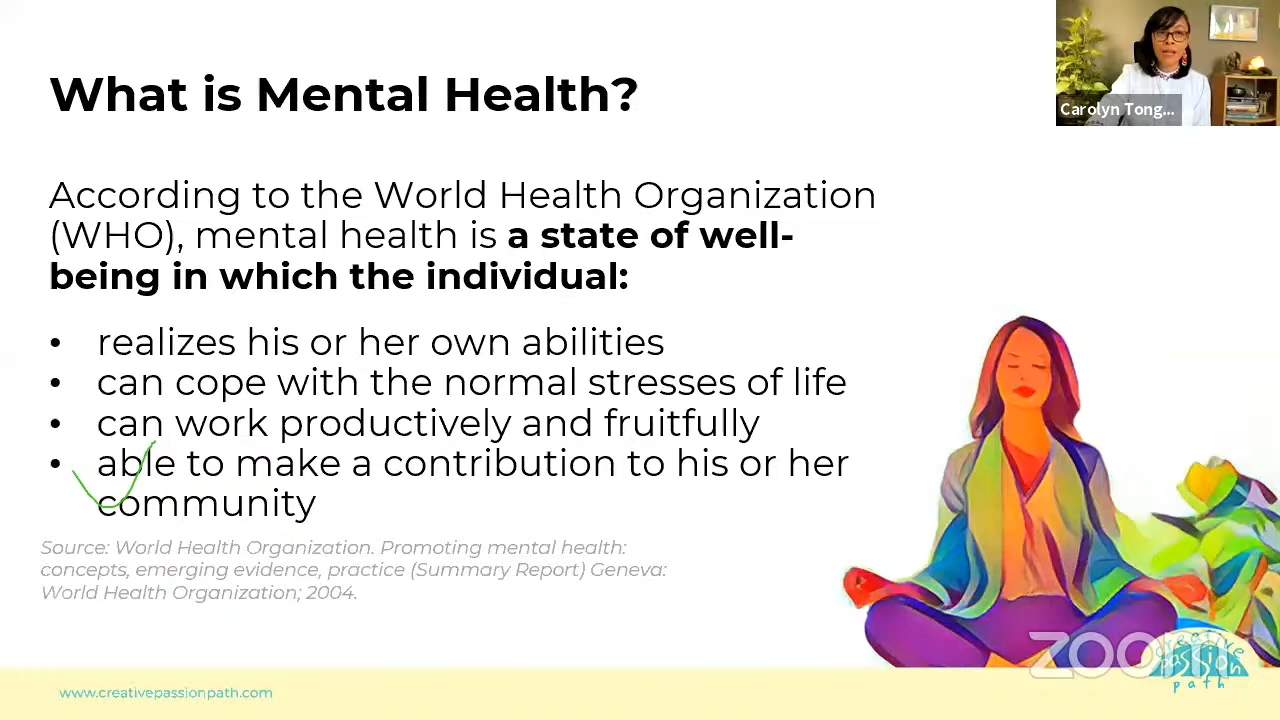 What is Mental Health?
Carolyn Tong...
According to the World Health Organization
(WHO), mental health is a state of well-
being in which the individual:
• realizes his or her own abilities
• can cope with the normal stresses of life
• can work productively and fruitfully
• able to make a contribution to his or her
community
Source: World Health Organization. Promoting mental health:
concepts, emerging evidence, practice (Summary Report) Geneva:
World Health Organization; 2004.
zoom
creative
passion
path
www.creativepassionpath.com